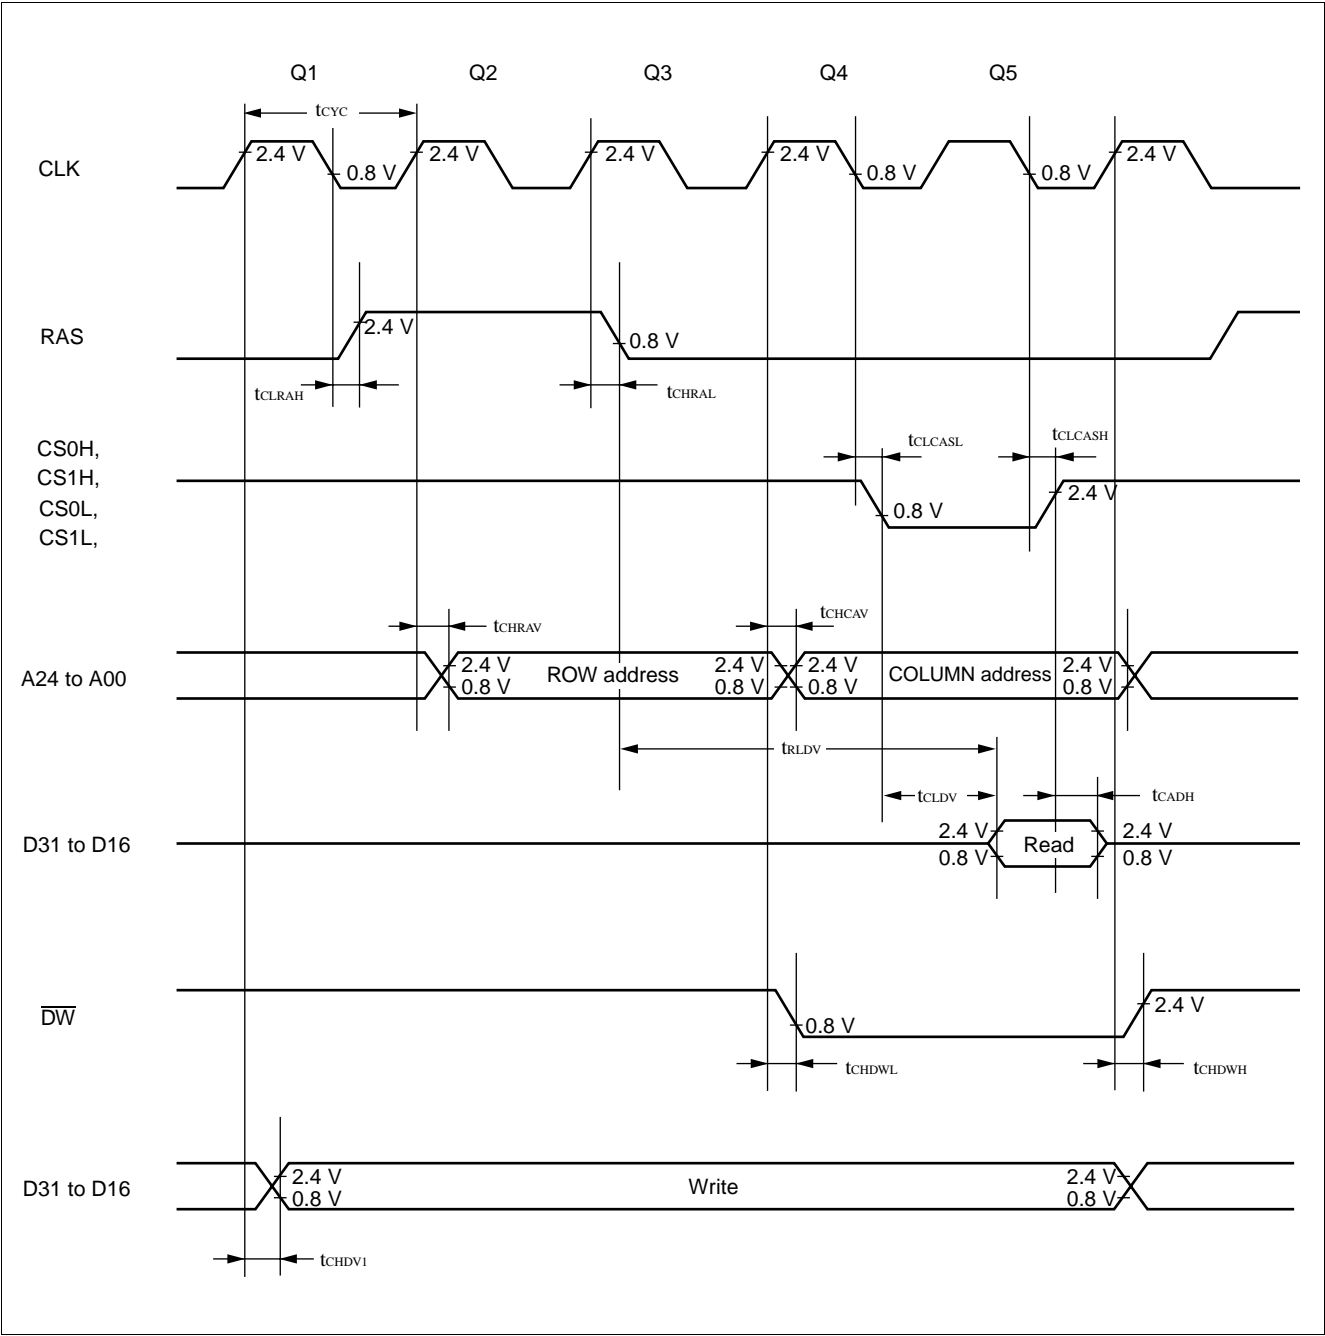 Q1 Q2 Q3 Q4 Q5
tCYC
CLK 2.4 V 0.8 V 2.4 V 2.4 V 2.4 V 0.8 V 0.8 V 2.4 V
RAS 2.4 V 0.8 V
tCLRAH tCHRAL
CS0H,
CS1H,
CS0L,
CS1L,
tCLCASL tCLCASH
2.4 V
0.8 V
tCHRAV tCHCAV
A24 to A00
2.4 V ROW address 2.4 V 2.4 V COLUMN address 2.4 V
0.8 V 0.8 V 0.8 V 0.8 V
tRLDV
tCLDV tCADH
D31 to D16
2.4 V Read 2.4 V
0.8 V 0.8 V
DW 0.8 V 2.4 V
tCHDWL tCHDWH
D31 to D16
2.4 V Write 2.4 V
0.8 V 0.8 V
tCHDV1